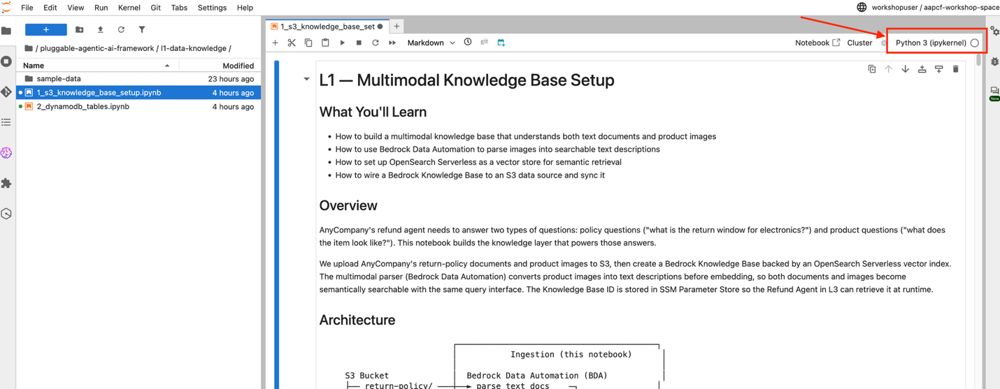 File Edit View Run Kernel Git Tabs Settings Help
workshopuser / aapcf-workshop-space
+
/ pluggable-agentic-ai-framework / l1-data-knowledge /
Name Modified
sample-data 23 hours ago
1_s3_knowledge_base_setup.ipynb 4 hours ago
2_dynamodb_tables.ipynb 4 hours ago
1_s3_knowledge_base_set
+
Markdown
git
Notebook
Cluster
Python 3 (ipykernel)
New
L1 — Multimodal Knowledge Base Setup
What You'll Learn
• How to build a multimodal knowledge base that understands both text documents and product images
• How to use Bedrock Data Automation to parse images into searchable text descriptions
• How to set up OpenSearch Serverless as a vector store for semantic retrieval
• How to wire a Bedrock Knowledge Base to an S3 data source and sync it
Overview
AnyCompany's refund agent needs to answer two types of questions: policy questions ("what is the return window for electronics?") and product questions ("what does
the item look like?"). This notebook builds the knowledge layer that powers those answers.
We upload AnyCompany's return-policy documents and product images to S3, then create a Bedrock Knowledge Base backed by an OpenSearch Serverless vector index.
The multimodal parser (Bedrock Data Automation) converts product images into text descriptions before embedding, so both documents and images become
semantically searchable with the same query interface. The Knowledge Base ID is stored in SSM Parameter Store so the Refund Agent in L3 can retrieve it at runtime.
Architecture
Ingestion (this notebook)
S3 Bucket Bedrock Data Automation (BDA)
├── return-policy/ ──► parse text docs ─┐